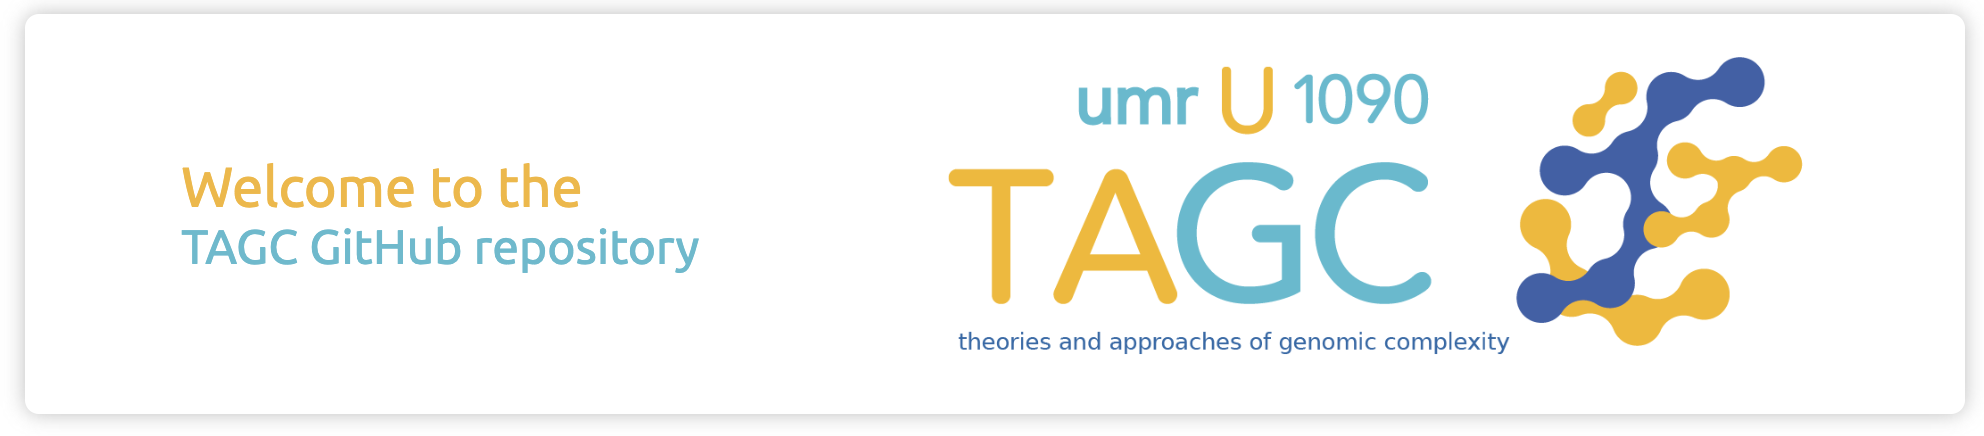 Welcome to the
TAGC GitHub repository
umr U 1090
TAGC
theories and approaches of genomic complexity